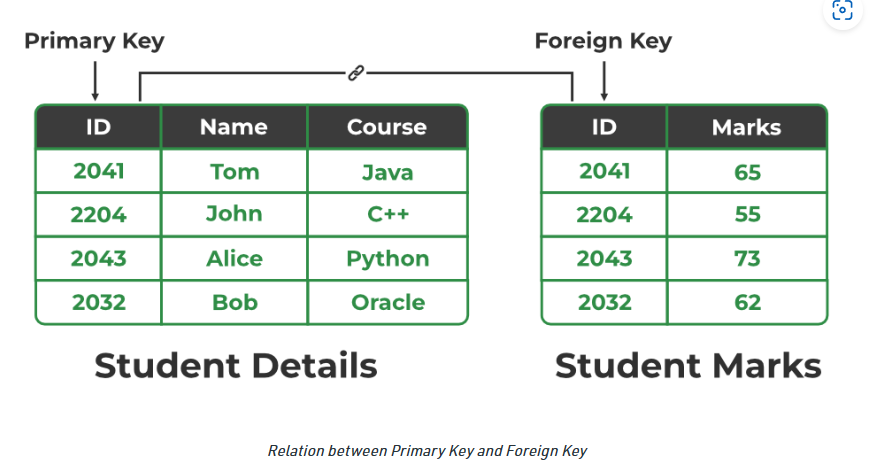 Primary Key
Foreign Key
ID Name Course
2041 Tom Java
2204 John C++
2043 Alice Python
2032 Bob Oracle
Student Details
ID Marks
2041 65
2204 55
2043 73
2032 62
Student Marks
Relation between Primary Key and Foreign Key